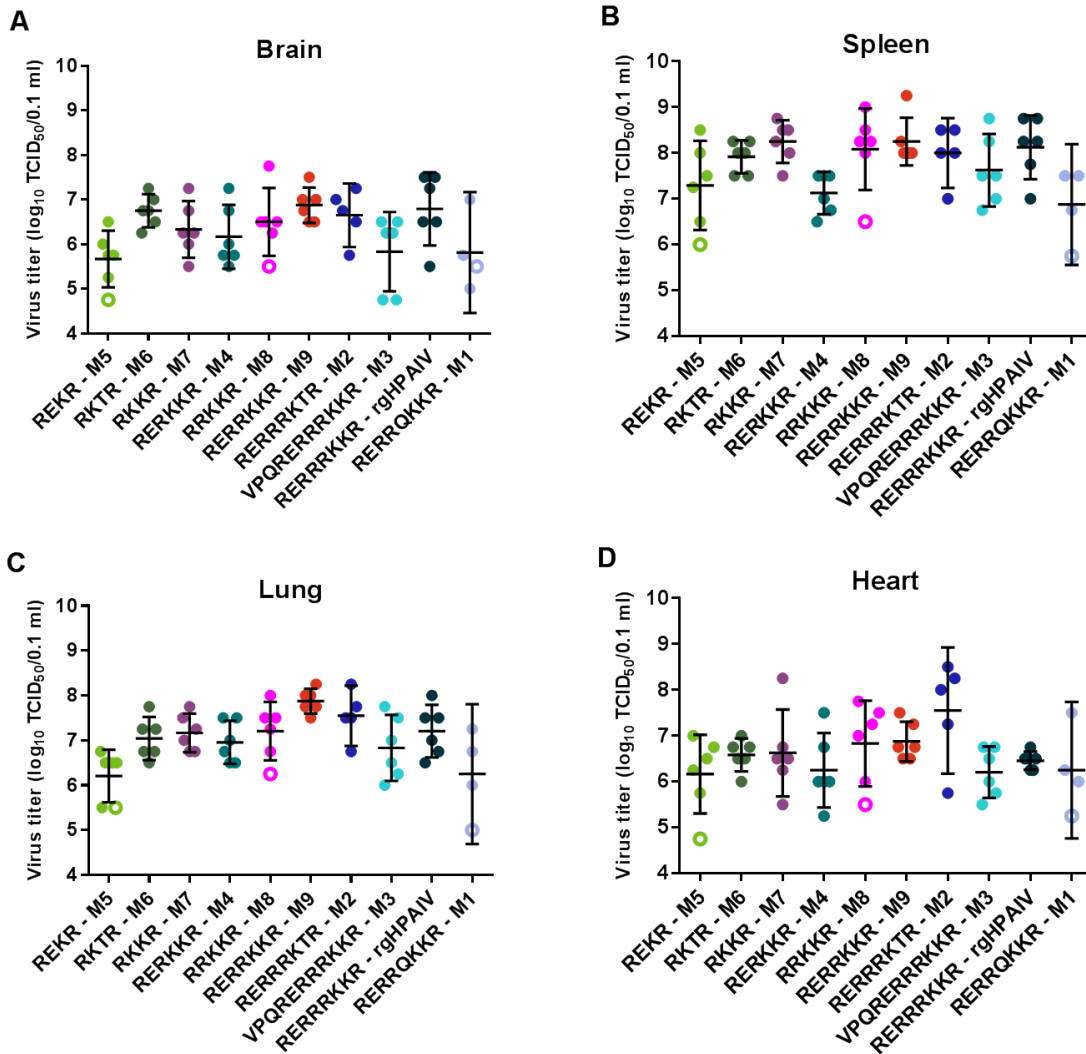 A
Brain
Virus titer (log₁₀ TCID₅₀/0.1 ml)
10
9
8
7
6
5
4
REKR - M5
RKTR - M6
RKKR - M7
RERKKR - M4
RRKKR - M8
RERRKKR - M9
RERRRKTR - M2
VPQRERRRKKR - M3
RERRRKKR - rgHPAIV
RERRQKKR - M1
B
Spleen
Virus titer (log₁₀ TCID₅₀/0.1 ml)
10
9
8
7
6
5
4
REKR - M5
RKTR - M6
RKKR - M7
RERKKR - M4
RRKKR - M8
RERRKKR - M9
RERRRKTR - M2
VPQRERRRKKR - M3
RERRRKKR - rgHPAIV
RERRQKKR - M1
C
Lung
Virus titer (log₁₀ TCID₅₀/0.1 ml)
10
9
8
7
6
5
4
REKR - M5
RKTR - M6
RKKR - M7
RERKKR - M4
RRKKR - M8
RERRKKR - M9
RERRRKTR - M2
VPQRERRRKKR - M3
RERRRKKR - rgHPAIV
RERRQKKR - M1
D
Heart
Virus titer (log₁₀ TCID₅₀/0.1 ml)
10
9
8
7
6
5
4
REKR - M5
RKTR - M6
RKKR - M7
RERKKR - M4
RRKKR - M8
RERRKKR - M9
RERRRKTR - M2
VPQRERRRKKR - M3
RERRRKKR - rgHPAIV
RERRQKKR - M1